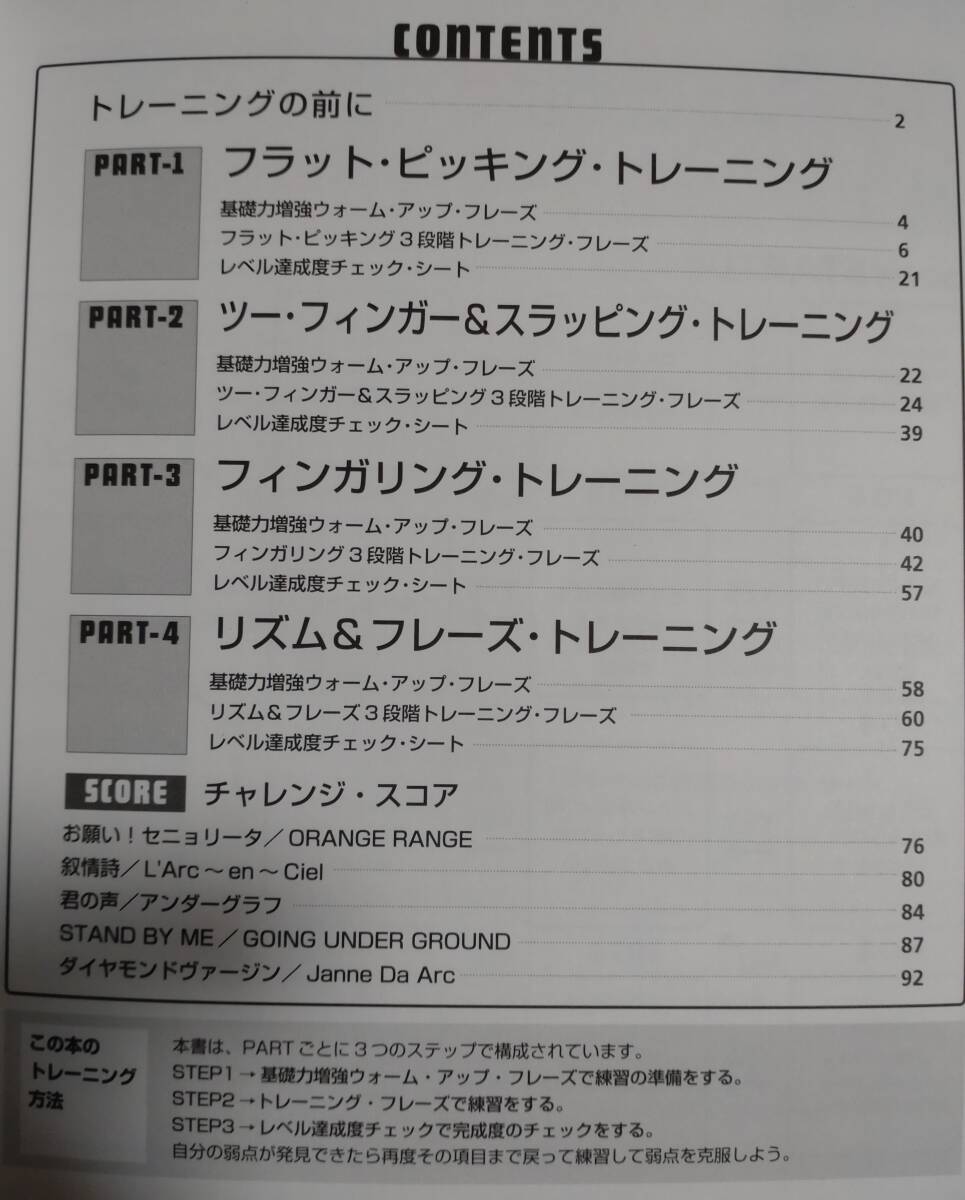 CONTENTS
トレーニングの前に 2
PART-1 フラット・ピッキング・トレーニング
基礎力増強ウォーム・アップ・フレーズ 4
フラット・ピッキング3段階トレーニング・フレーズ 6
レベル達成度チェック・シート 21
PART-2 ツー・フィンガー&スラッピング・トレーニング
基礎力増強ウォーム・アップ・フレーズ 22
ツー・フィンガー&スラッピング3段階トレーニング・フレーズ 24
レベル達成度チェック・シート 39
PART-3 フィンガリング・トレーニング
基礎力増強ウォーム・アップ・フレーズ 40
フィンガリング3段階トレーニング・フレーズ 42
レベル達成度チェック・シート 57
PART-4 リズム&フレーズ・トレーニング
基礎力増強ウォーム・アップ・フレーズ 58
リズム&フレーズ3段階トレーニング・フレーズ 60
レベル達成度チェック・シート 75
SCORE チャレンジ・スコア
お願い!セニョリータ/ORANGE RANGE 76
叙情詩/L'Arc~en~Ciel 80
君の声/アンダーグラフ 84
STAND BY ME/GOING UNDER GROUND 87
ダイヤモンドヴァージン/Janne Da Arc 92
この本の
トレーニング
方法
本書は、PARTごとに3つのステップで構成されています。
STEP1→基礎力増強ウォーム・アップ・フレーズで練習の準備をする。
STEP2→トレーニング・フレーズで練習をする。
STEP3→レベル達成度チェックで完成度のチェックをする。
自分の弱点が発見できたら再度その項目まで戻って練習して弱点を克服しよう。